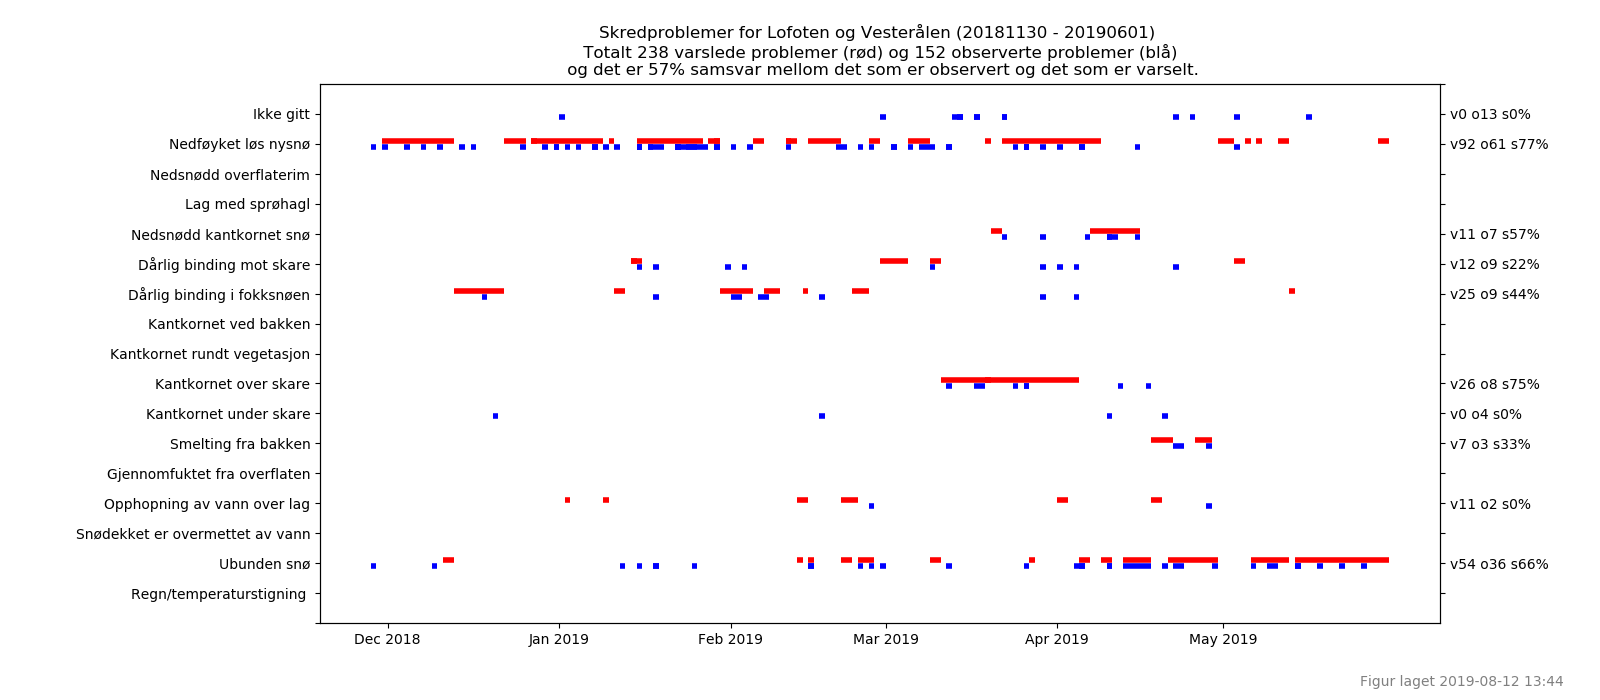 Skredproblemer for Lofoten og Vesterålen (20181130 - 20190601)
Totalt 238 varslede problemer (rød) og 152 observerte problemer (blå)
og det er 57% samsvar mellom det som er observert og det som er varselt.
Ikke gitt v0 o13 s0%
Nedføyket løs nysnø v92 o61 s77%
Nedsnødd overflaterim
Lag med sprøhagl
Nedsnødd kantkornet snø v11 o7 s57%
Dårlig binding mot skare v12 o9 s22%
Dårlig binding i fokksnøen v25 o9 s44%
Kantkornet ved bakken
Kantkornet rundt vegetasjon
Kantkornet over skare v26 o8 s75%
Kantkornet under skare v0 o4 s0%
Smelting fra bakken v7 o3 s33%
Gjennomfuktet fra overflaten
Opphopning av vann over lag v11 o2 s0%
Snødekket er overmettet av vann
Ubunden snø v54 o36 s66%
Regn/temperaturstigning
Dec 2018 Jan 2019 Feb 2019 Mar 2019 Apr 2019 May 2019
Figur laget 2019-08-12 13:44